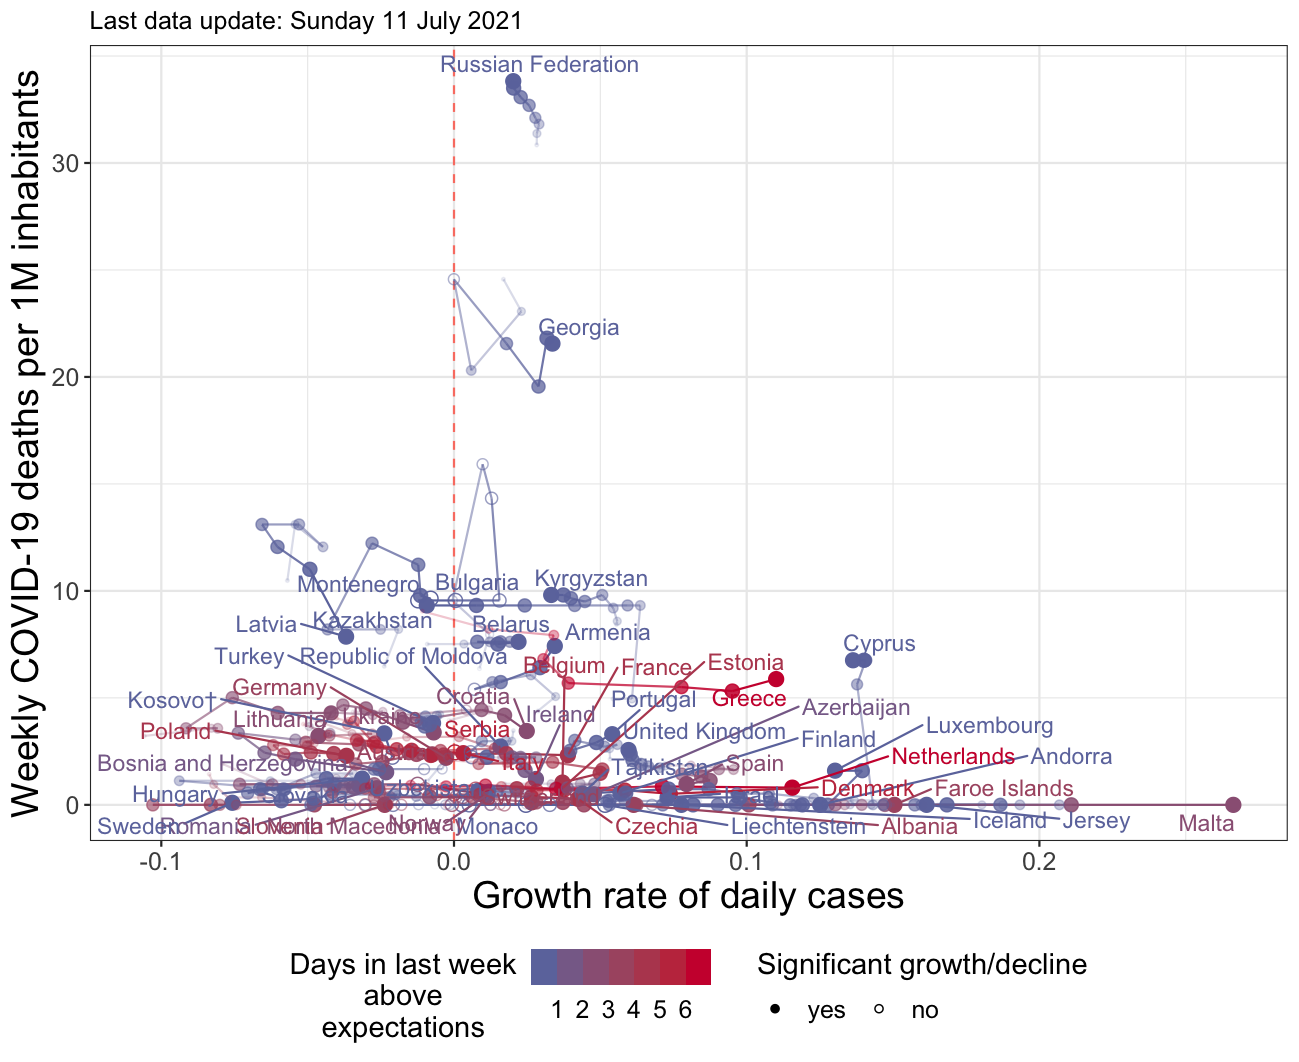 Last data update: Sunday 11 July 2021
Weekly COVID-19 deaths per 1M inhabitants
30
20
10
0
Russian Federation
Georgia
Montenegro
Bulgaria
Kyrgyzstan
Latvia
Kazakhstan
Belarus
Armenia
Cyprus
Turkey
Republic of Moldova
Belgium
France
Estonia
Germany
Kosovo†
Croatia
Portugal
Greece
Azerbaijan
Lithuania
Ukraine
Ireland
Poland
Serbia
United Kingdom
Finland
Luxembourg
Bosnia and Herzegovina
Italy
Tajikistan
Spain
Netherlands
Andorra
Hungary
Denmark
Faroe Islands
Sweden
Romania
Slovenia
North Macedonia
Norway
Monaco
Czechia
Liechtenstein
Albania
Iceland
Jersey
Malta
-0.1
0.0
0.1
0.2
Growth rate of daily cases
Days in last week
above
expectations
1 2 3 4 5 6
Significant growth/decline
yes
no